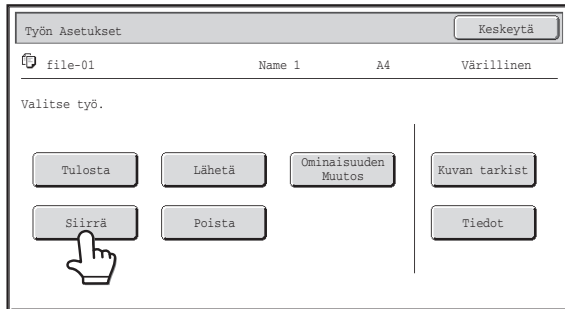 Työn Asetukset Keskeytä
file-01 Name 1 A4 Värillinen
Valitse työ.
Tulosta Lähetä Ominaisuuden Muutos Kuvan tarkist
Siirrä Poista Tiedot